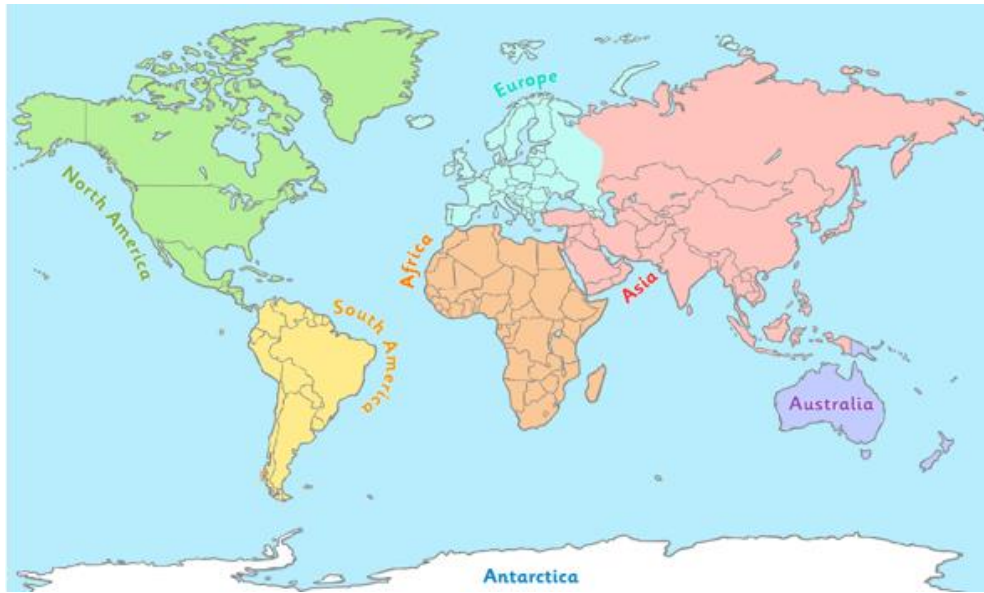 Europe
North America
Africa
Asia
South America
Australia
Antarctica